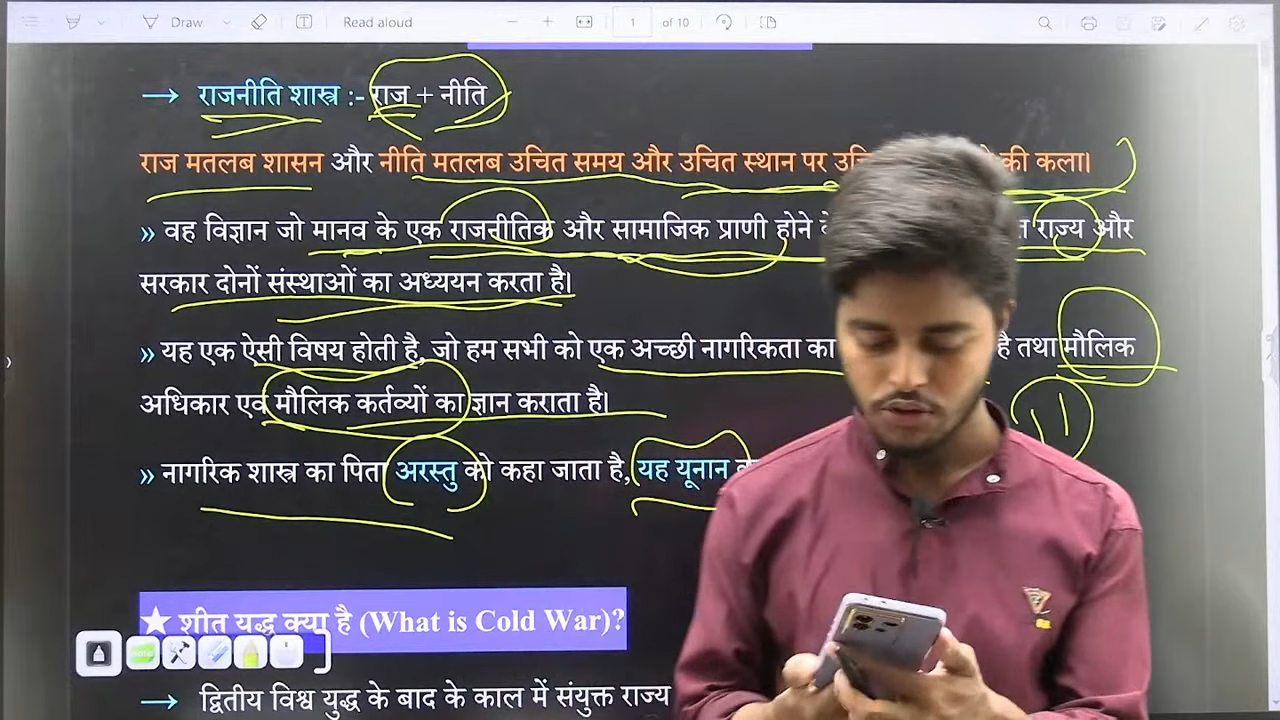 Draw
Read aloud
1 of 10
→ राजनीति शास्त्र :- राज + नीति
राज मतलब शासन और नीति मतलब उचित समय और उचित स्थान पर की कला।
» वह विज्ञान जो मानव के एक राजनीतिक और सामाजिक प्राणी होने राज्य और
सरकार दोनों संस्थाओं का अध्ययन करता है।
» यह एक ऐसी विषय होती है, जो हम सभी को एक अच्छी नागरिकता का है तथा मौलिक
अधिकार एव मौलिक कर्तव्यों का ज्ञान कराता है।
11
» नागरिक शास्त्र का पिता अरस्तु को कहा जाता है, यह यूनान
★ शीत युद्ध क्या है (What is Cold War)?
→ द्वितीय विश्व युद्ध के बाद के काल में संयुक्त राज्य